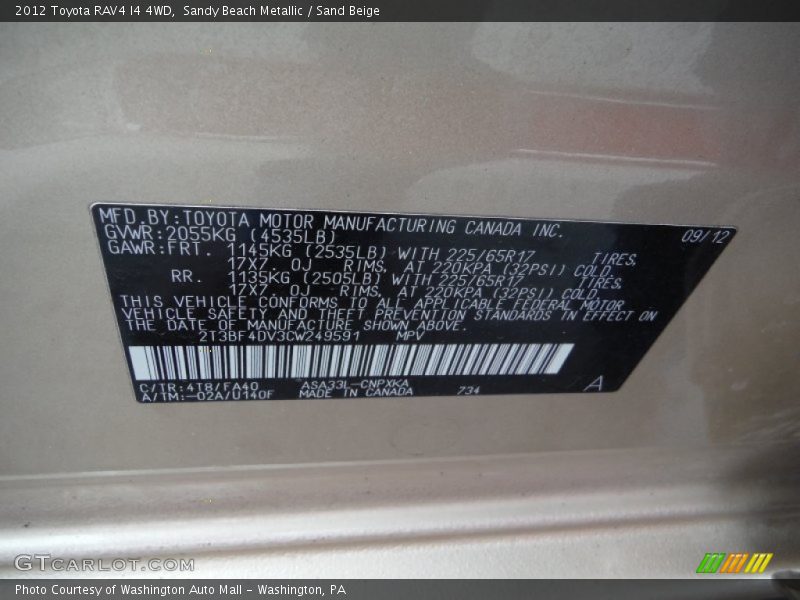 2012 Toyota RAV4 I4 4WD, Sandy Beach Metallic / Sand Beige
MFD.BY:TOYOTA MOTOR MANUFACTURING CANADA INC.
GVWR:2055KG (4535LB) 09/12
GAWR:FRT. 1145KG (2535LB) WITH 225/65R17 TIRES,
17X7 0J RIMS, AT 220KPA (32PSI) COLD
RR. 1135KG (2505LB) WITH 225/65R17 TIRES,
17X7 0J RIMS, AT 220KPA (32PSI) COLD
THIS VEHICLE CONFORMS TO ALL APPLICABLE FEDERAL MOTOR
VEHICLE SAFETY AND THEFT PREVENTION STANDARDS IN EFFECT ON
THE DATE OF MANUFACTURE SHOWN ABOVE.
2T3BF4DV3CW249591 MPV
C/TR:4T8/FA40 ASA33L-CNPXKA
A/TM:-02A/U140F MADE IN CANADA 734 A
GTCARLOT.COM
Photo Courtesy of Washington Auto Mall - Washington, PA